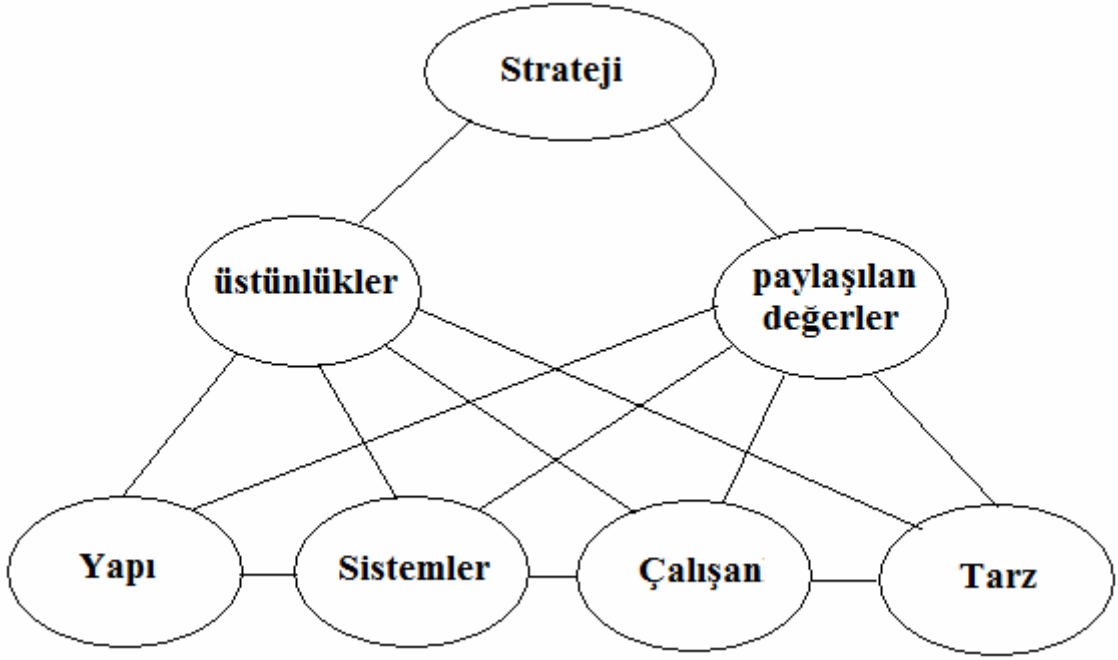 Strateji
üstünlükler
paylaşılan
değerler
Yapı
Sistemler
Çalışan
Tarz